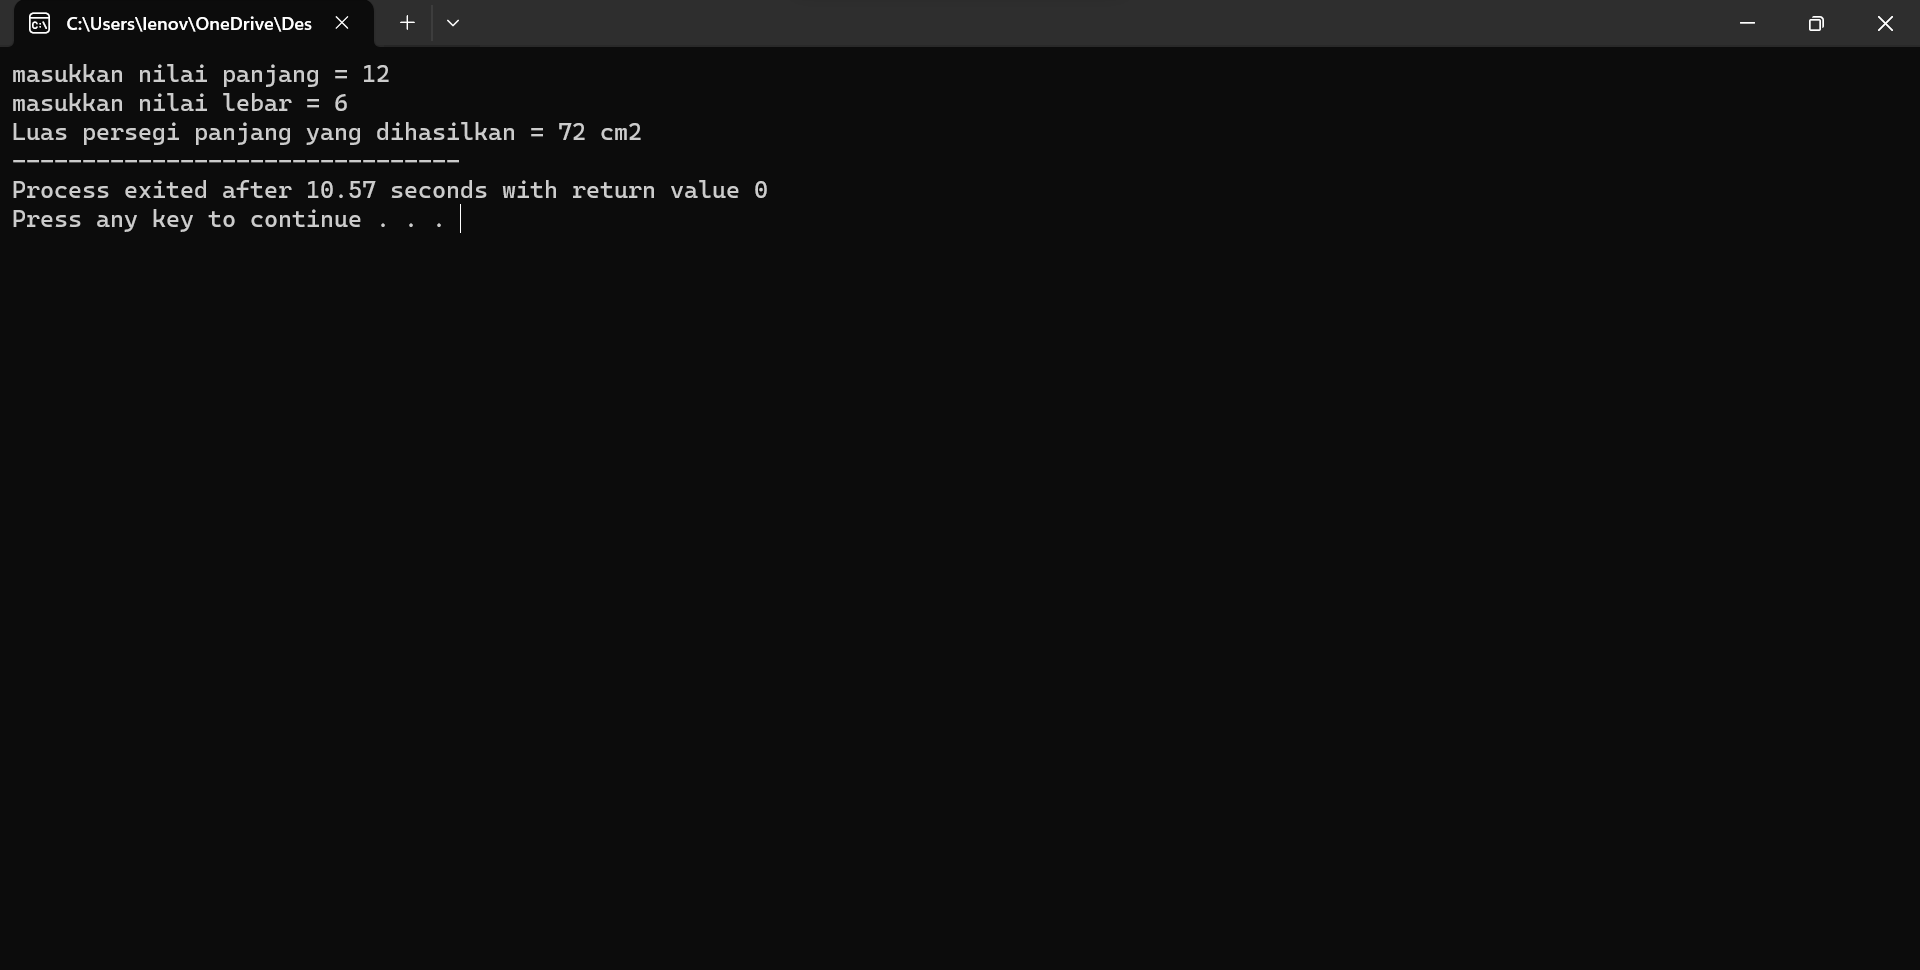 C:\Users\lenov\OneDrive\Des
masukkan nilai panjang = 12
masukkan nilai lebar = 6
Luas persegi panjang yang dihasilkan = 72 cm2
--------------------------------
Process exited after 10.57 seconds with return value 0
Press any key to continue . . .